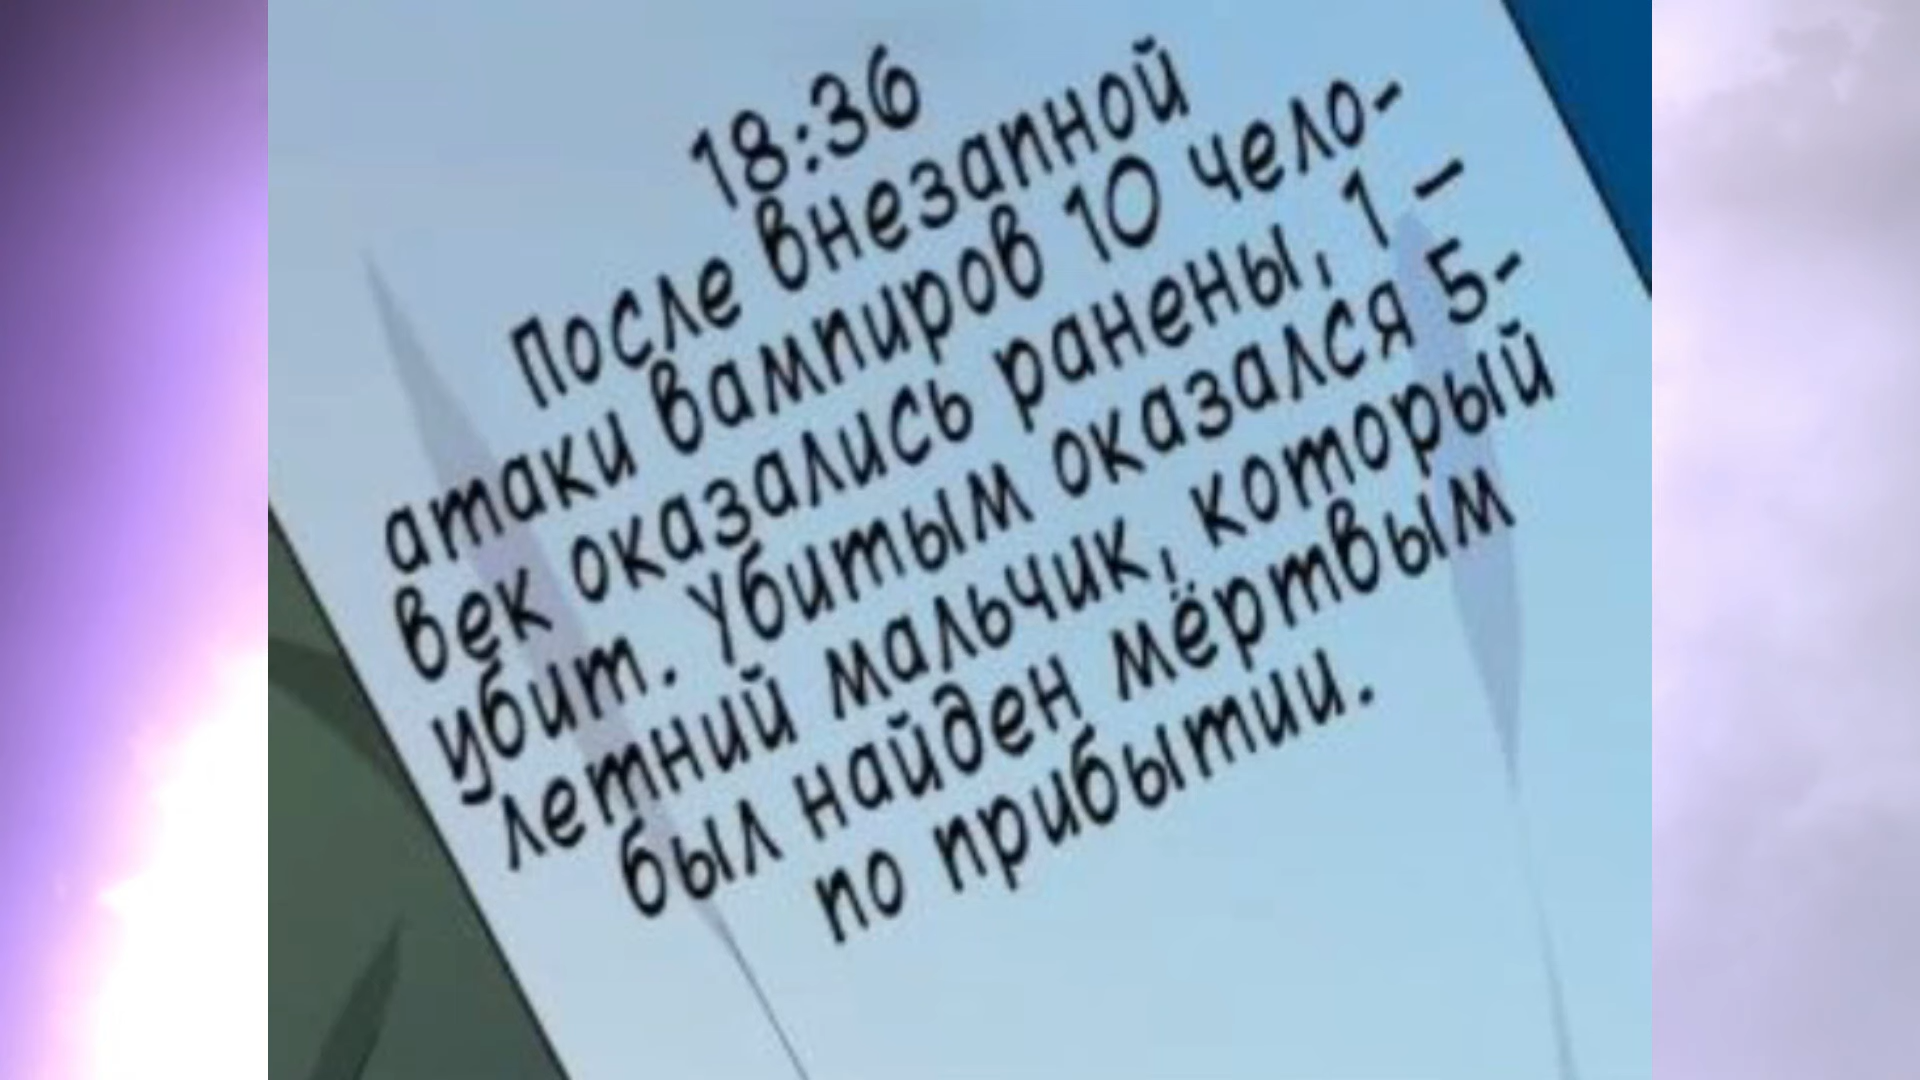 18:36
После внезапной
атаки вампиров 10 чело-
век оказались ранены, 1 –
убит. Убитым оказался 5-
-летний мальчик, который
был найден мёртвым
по прибытии.